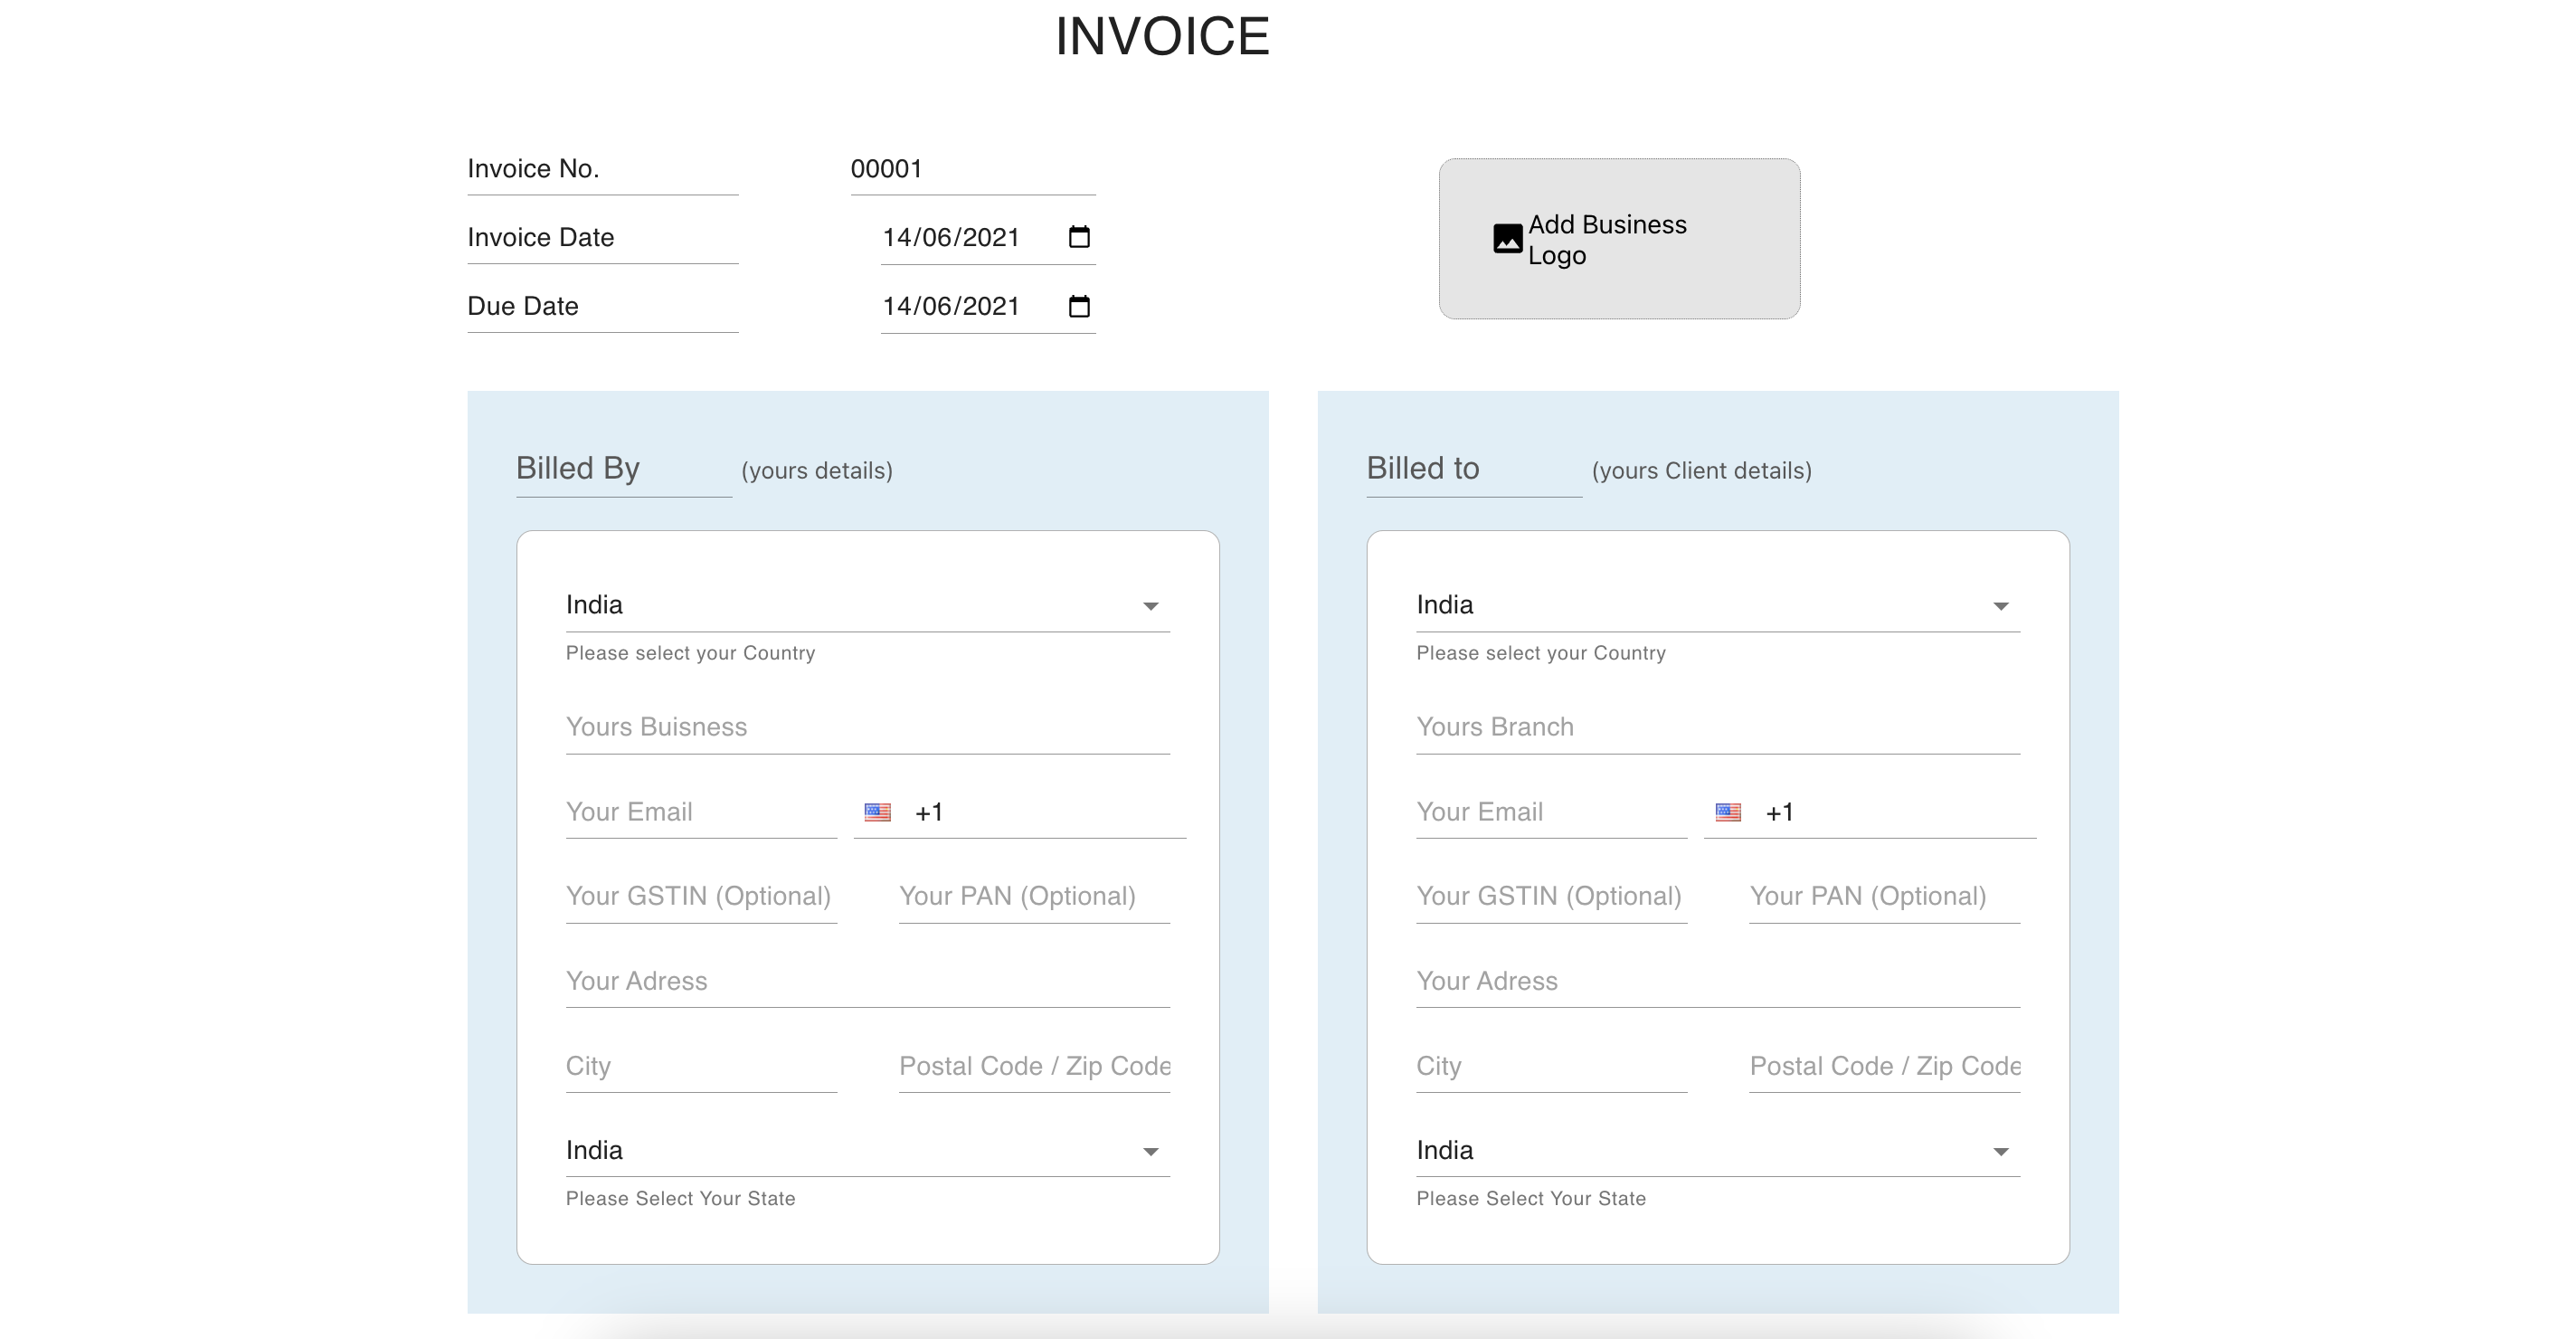 INVOICE
Invoice No.
00001
Invoice Date
14/06/2021
Due Date
14/06/2021
Add Business
Logo
Billed By
(yours details)
India
Please select your Country
Yours Buisness
Your Email
+1
Your GSTIN (Optional)
Your PAN (Optional)
Your Adress
City
Postal Code / Zip Code
India
Please Select Your State
Billed to
(yours Client details)
India
Please select your Country
Yours Branch
Your Email
+1
Your GSTIN (Optional)
Your PAN (Optional)
Your Adress
City
Postal Code / Zip Code
India
Please Select Your State